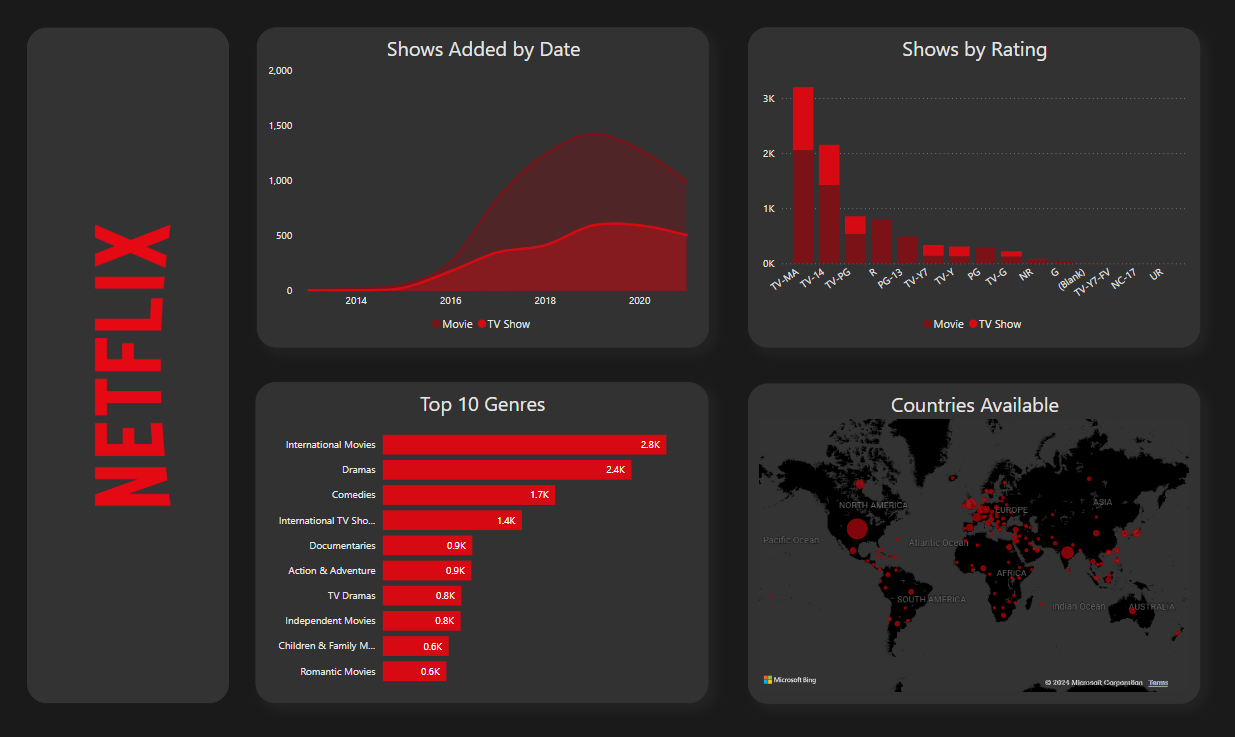 NETFLIX
Shows Added by Date
2,000
1,500
1,000
500
0
2014 2016 2018 2020
Movie TV Show
Shows by Rating
3K
2K
1K
0K
TV-MA TV-14 TV-PG R PG-13 TV-Y7 TV-Y PG TV-G NR G (Blank) TV-Y7-FV NC-17 UR
Movie TV Show
Top 10 Genres
International Movies 2.8K
Dramas 2.4K
Comedies 1.7K
International TV Sho... 1.4K
Documentaries 0.9K
Action & Adventure 0.9K
TV Dramas 0.8K
Independent Movies 0.8K
Children & Family M... 0.6K
Romantic Movies 0.6K
Countries Available
NORTH AMERICA
EUROPE
ASIA
Pacific Ocean
Atlantic Ocean
AFRICA
SOUTH AMERICA
Indian Ocean
AUSTRALIA
Microsoft Bing
© 2024 Microsoft Corporation Terms